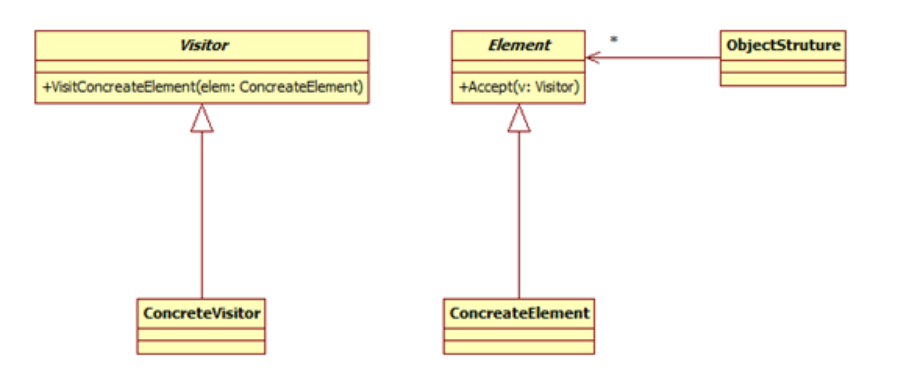 Visitor
+VisitConcreateElement(elem: ConcreateElement)
Element
+Accept(v: Visitor)
*
ObjectStruture
ConcreteVisitor
ConcreateElement